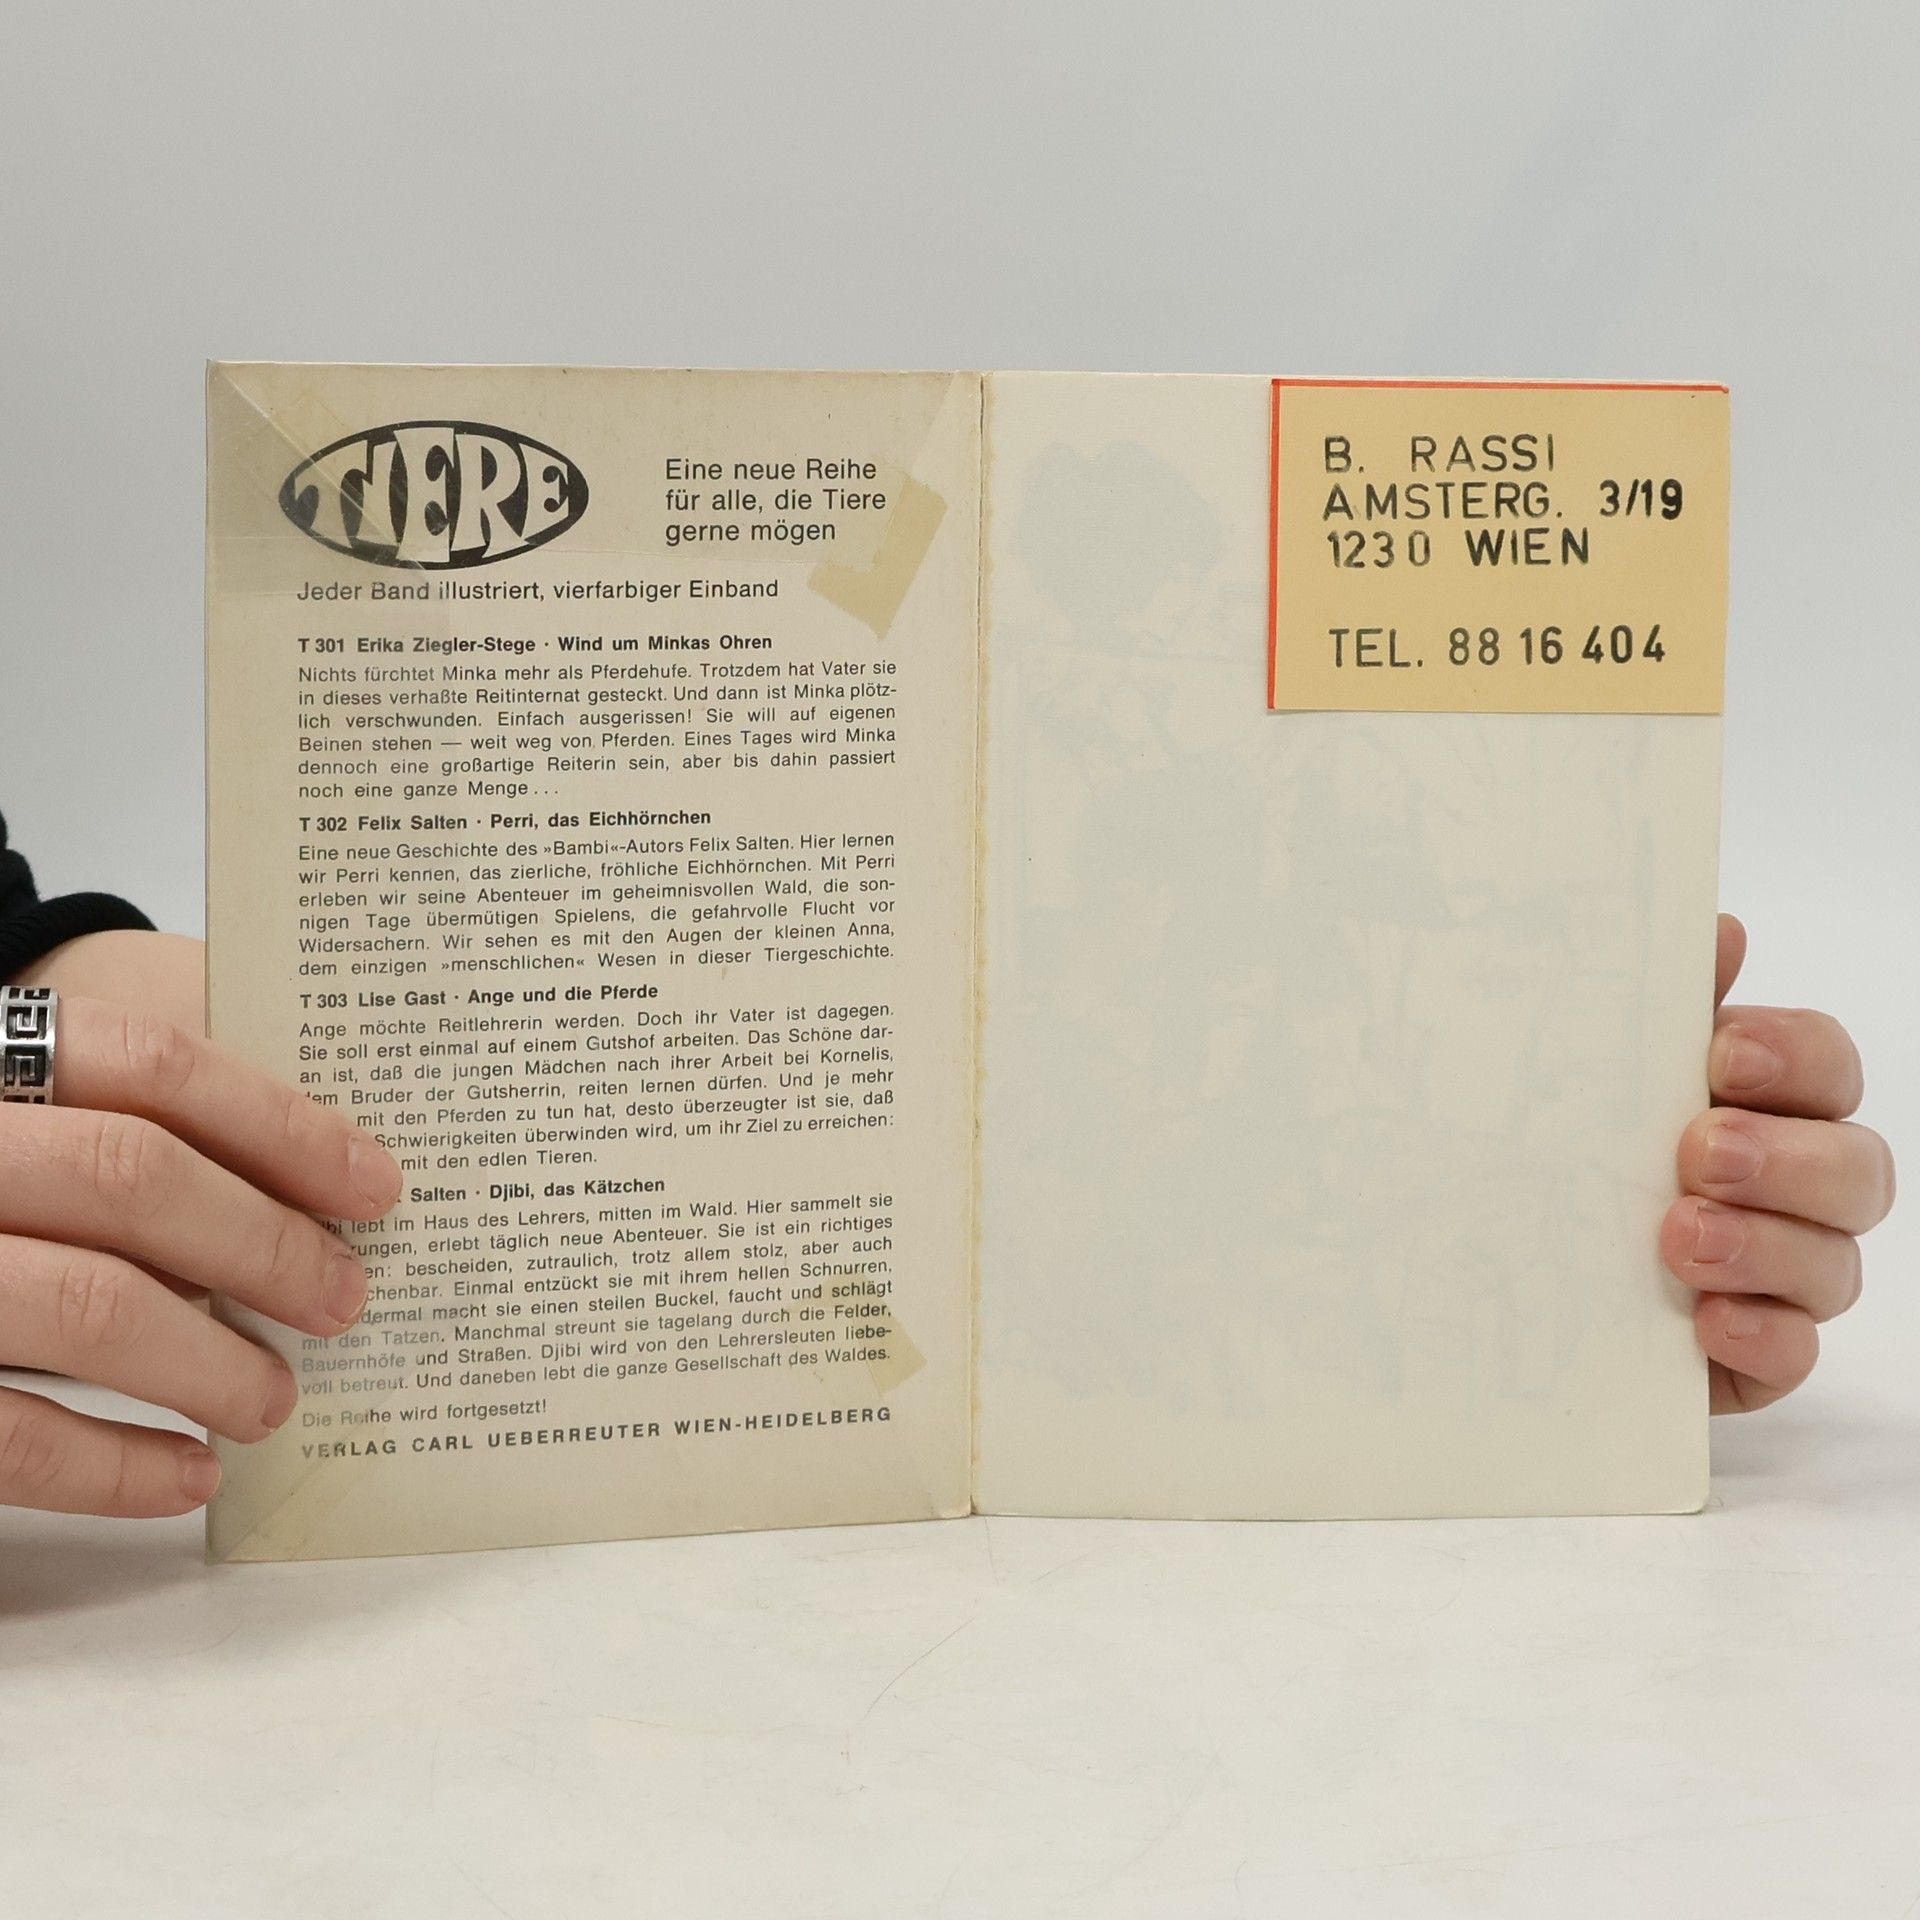 TIERE
Eine neue Reihe
für alle, die Tiere
gerne mögen
Jeder Band illustriert, vierfarbiger Einband
T 301 Erika Ziegler-Stege · Wind um Minkas Ohren
Nichts fürchtet Minka mehr als Pferdehufe. Trotzdem hat Vater sie
in dieses verhaßte Reitinternat gesteckt. Und dann ist Minka plötz-
lich verschwunden. Einfach ausgerissen! Sie will auf eigenen
Beinen stehen — weit weg von Pferden. Eines Tages wird Minka
dennoch eine großartige Reiterin sein, aber bis dahin passiert
noch eine ganze Menge . . .
T 302 Felix Salten · Perri, das Eichhörnchen
Eine neue Geschichte des »Bambi«-Autors Felix Salten. Hier lernen
wir Perri kennen, das zierliche, fröhliche Eichhörnchen. Mit Perri
erleben wir seine Abenteuer im geheimnisvollen Wald, die son-
nigen Tage übermütigen Spielens, die gefahrvolle Flucht vor
Widersachern. Wir sehen es mit den Augen der kleinen Anna,
dem einzigen »menschlichen« Wesen in dieser Tiergeschichte.
T 303 Lise Gast · Ange und die Pferde
Ange möchte Reitlehrerin werden. Doch ihr Vater ist dagegen.
Sie soll erst einmal auf einem Gutshof arbeiten. Das Schöne dar-
an ist, daß die jungen Mädchen nach ihrer Arbeit bei Kornelis,
dem Bruder der Gutsherrin, reiten lernen dürfen. Und je mehr
mit den Pferden zu tun hat, desto überzeugter ist sie, daß
Schwierigkeiten überwinden wird, um ihr Ziel zu erreichen:
mit den edlen Tieren.
Salten · Djibi, das Kätzchen
lebt im Haus des Lehrers, mitten im Wald. Hier sammelt sie
erlebt täglich neue Abenteuer. Sie ist ein richtiges
bescheiden, zutraulich, trotz allem stolz, aber auch
Einmal entzückt sie mit ihrem hellen Schnurren,
macht sie einen steilen Buckel, faucht und schlägt
mit den Tatzen. Manchmal streunt sie tagelang durch die Felder,
Bauernhöfe und Straßen. Djibi wird von den Lehrersleuten liebe-
voll betreut. Und daneben lebt die ganze Gesellschaft des Waldes.
Die Reihe wird fortgesetzt!
VERLAG CARL UEBERREUTER WIEN-HEIDELBERG
B. RASSI
AMSTERG. 3/19
1230 WIEN
TEL. 88 16 404